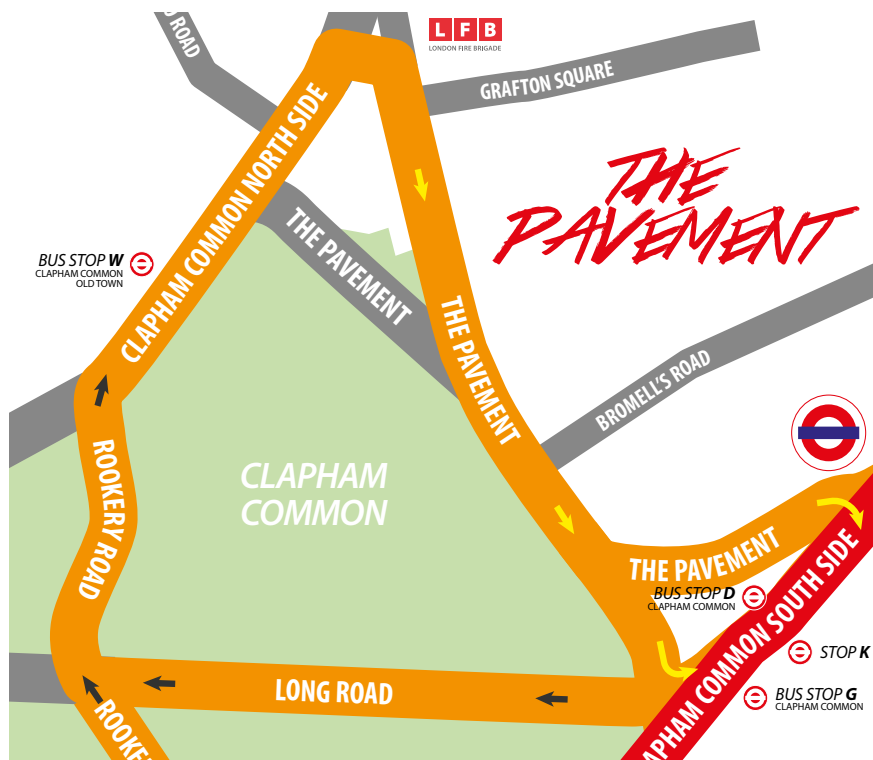 D ROAD
L F B
LONDON FIRE BRIGADE
GRAFTON SQUARE
CLAPHAM COMMON NORTH SIDE
THE
PAVEMENT
THE PAVEMENT
BUS STOP W
CLAPHAM COMMON
OLD TOWN
THE PAVEMENT
BROMELL'S ROAD
ROOKERY ROAD
CLAPHAM
COMMON
THE PAVEMENT
BUS STOP D
CLAPHAM COMMON
APHAM COMMON SOUTH SIDE
STOP K
BUS STOP G
CLAPHAM COMMON
LONG ROAD
ROOKE